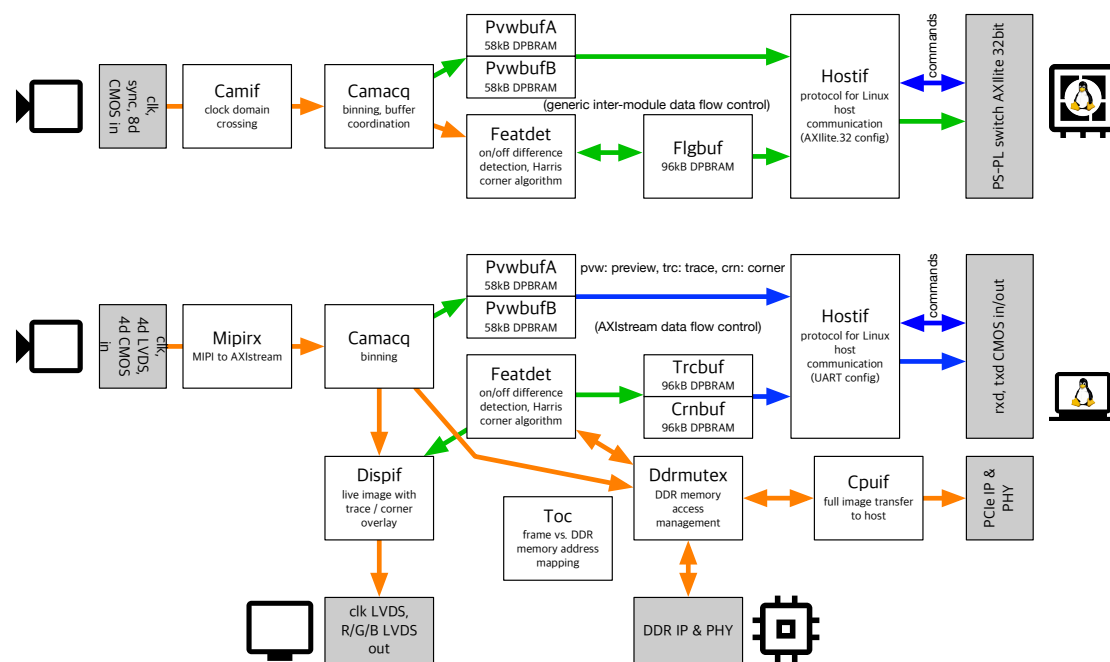 clk,
sync, 8d
CMOS in
Camif
clock domain
crossing
Camacq
binning, buffer
coordination
PvwbufA
58kB DPBRAM
PvwbufB
58kB DPBRAM
(generic inter-module data flow control)
Featdet
on/off difference
detection, Harris
corner algorithm
Flgbuf
96kB DPBRAM
Hostif
protocol for Linux
host
communication
(AXIlite.32 config)
commands
PS-PL switch AXIlite 32bit
clk,
4d LVDS,
4d CMOS
in
Mipirx
MIPI to AXIstream
Camacq
binning
PvwbufA
58kB DPBRAM
PvwbufB
58kB DPBRAM
pvw: preview, trc: trace, crn: corner
(AXIstream data flow control)
Featdet
on/off difference
detection, Harris
corner algorithm
Trcbuf
96kB DPBRAM
Crnbuf
96kB DPBRAM
Hostif
protocol for Linux
host
communication
(UART config)
commands
rxd, txd CMOS in/out
Dispif
live image with
trace / corner
overlay
Toc
frame vs. DDR
memory address
mapping
Ddrmutex
DDR memory
access
management
Cpuif
full image transfer
to host
PCIe IP &
PHY
clk LVDS,
R/G/B LVDS
out
DDR IP & PHY